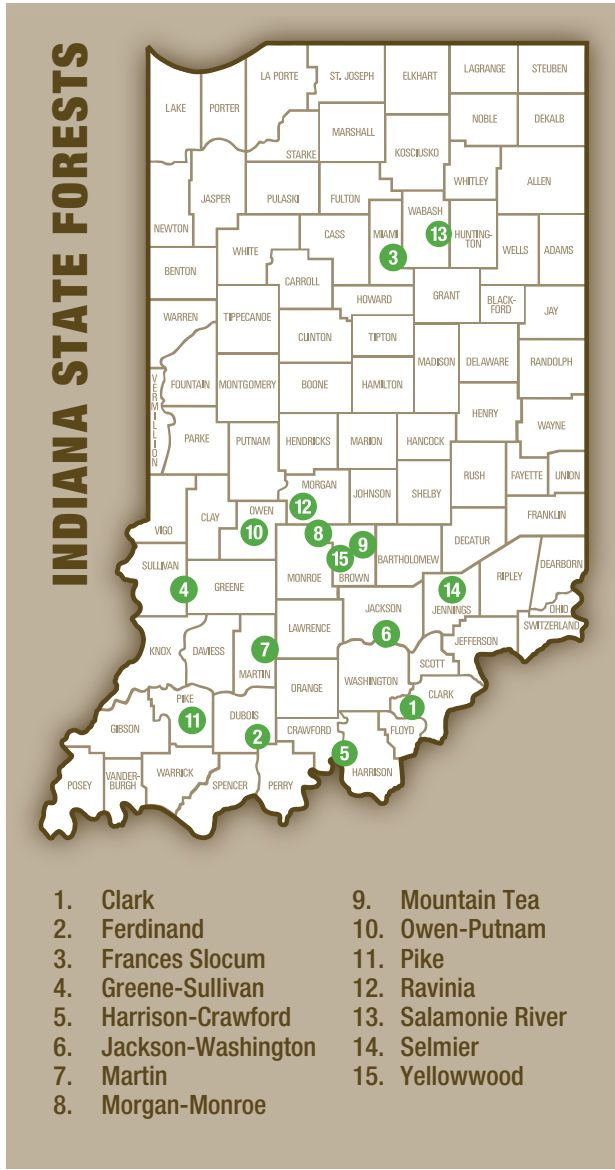 INDIANA STATE FORESTS
LA PORTE
ST. JOSEPH
ELKHART
LAGRANGE
STEUBEN
LAKE
PORTER
NOBLE
DEKALB
MARSHALL
STARKE
KOSCIUSKO
WHITLEY
ALLEN
JASPER
PULASKI
FULTON
WABASH
NEWTON
CASS
MIAMI
13
HUNTING-
TON
WHITE
3
WELLS
ADAMS
BENTON
CARROLL
HOWARD
GRANT
BLACK-
FORD
JAY
WARREN
TIPPECANOE
CLINTON
TIPTON
MADISON
DELAWARE
RANDOLPH
VERMILLION
FOUNTAIN
MONTGOMERY
BOONE
HAMILTON
HENRY
WAYNE
PARKE
PUTNAM
HENDRICKS
MARION
HANCOCK
RUSH
FAYETTE
UNION
MORGAN
JOHNSON
SHELBY
12
OWEN
CLAY
VIGO
10
8
9
FRANKLIN
DECATUR
15
BARTHOLOMEW
SULLIVAN
4
GREENE
MONROE
BROWN
14
RIPLEY
DEARBORN
JENNINGS
OHIO
SWITZERLAND
JACKSON
LAWRENCE
6
JEFFERSON
KNOX
DAVIESS
7
MARTIN
SCOTT
ORANGE
WASHINGTON
CLARK
1
PIKE
11
DUBOIS
2
GIBSON
CRAWFORD
FLOYD
5
HARRISON
POSEY
VANDER-
BURGH
WARRICK
SPENCER
PERRY
1. Clark
2. Ferdinand
3. Frances Slocum
4. Greene-Sullivan
5. Harrison-Crawford
6. Jackson-Washington
7. Martin
8. Morgan-Monroe
9. Mountain Tea
10. Owen-Putnam
11. Pike
12. Ravinia
13. Salamonie River
14. Selmier
15. Yellowwood